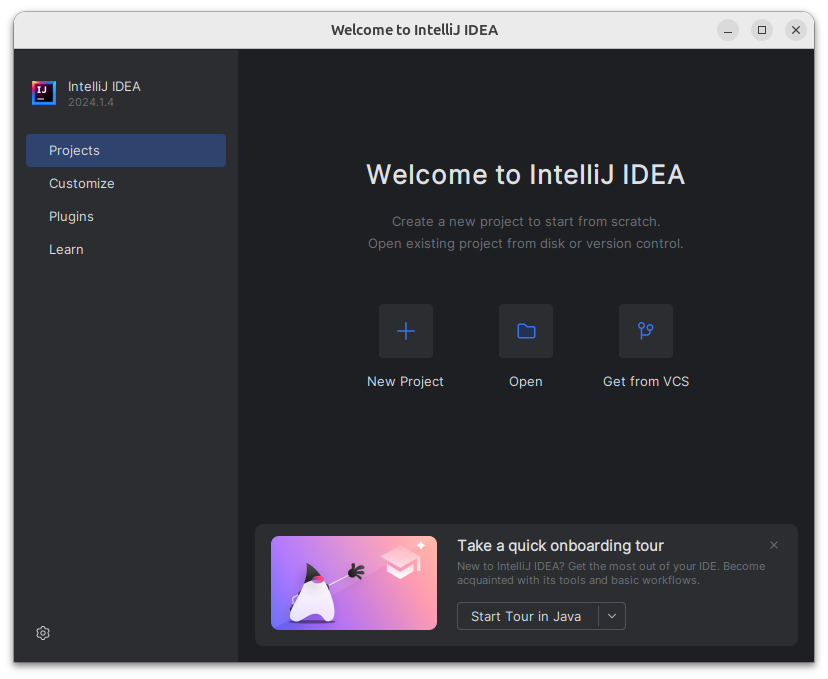 Welcome to IntelliJ IDEA
IJ
IntelliJ IDEA
2024.1.4
Projects
Customize
Plugins
Learn
Welcome to IntelliJ IDEA
Create a new project to start from scratch.
Open existing project from disk or version control.
New Project
Open
Get from VCS
Take a quick onboarding tour
New to IntelliJ IDEA? Get the most out of your IDE. Become
acquainted with its tools and basic workflows.
Start Tour in Java